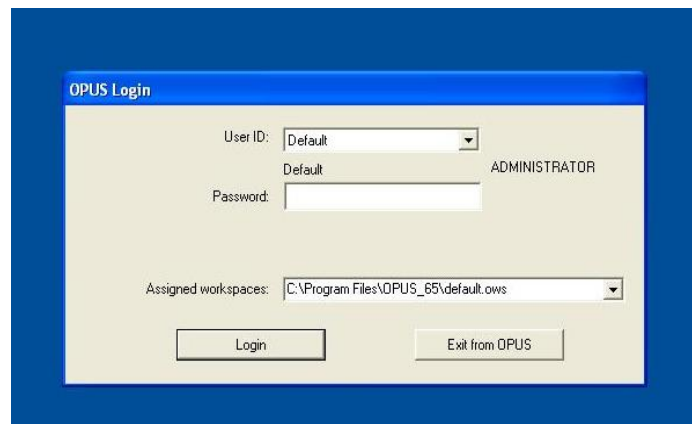 OPUS Login
User ID: Default
Default ADMINISTRATOR
Password:
Assigned workspaces: C:\Program Files\OPUS_65\default.ows
Login Exit from OPUS